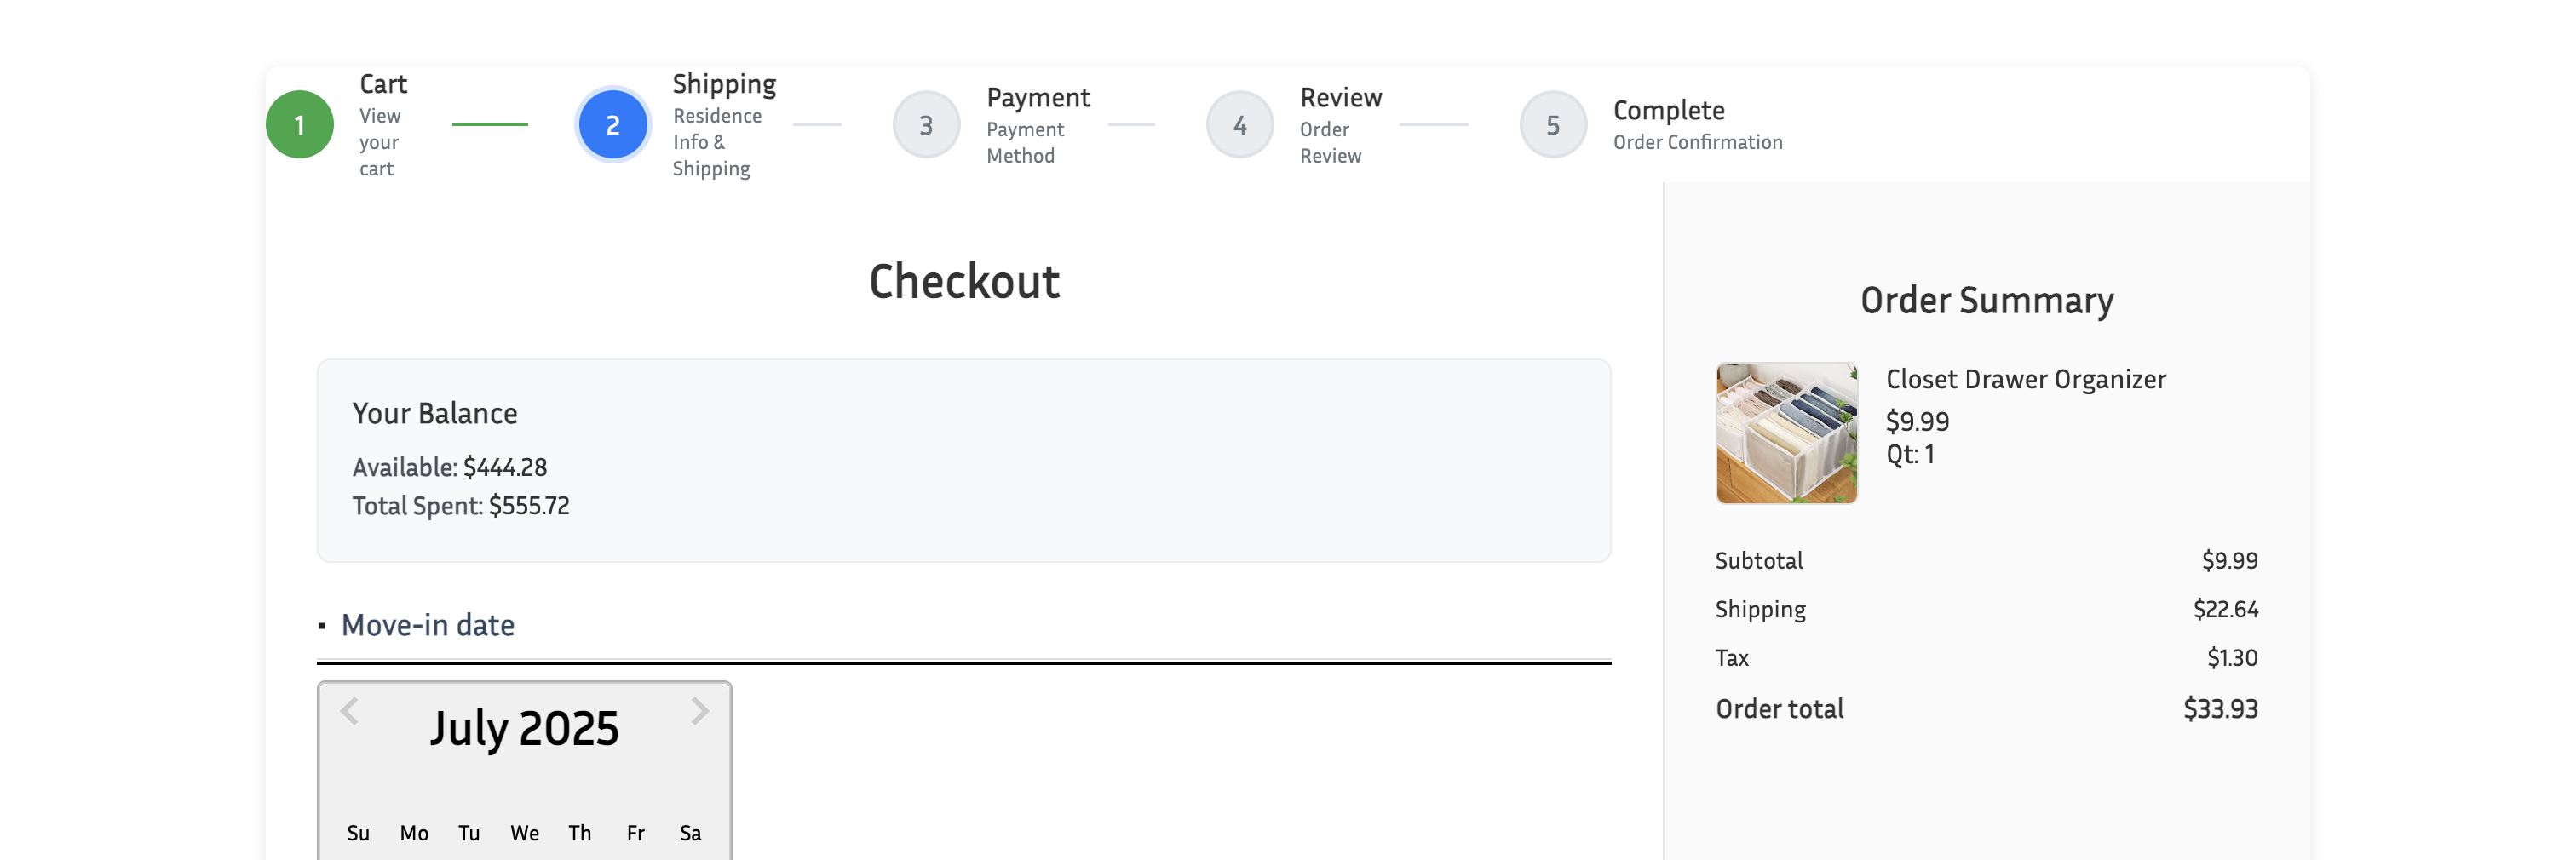 1
Cart
View
your
cart
2
Shipping
Residence
Info &
Shipping
3
Payment
Payment
Method
4
Review
Order
Review
5
Complete
Order Confirmation
Checkout
Your Balance
Available: $444.28
Total Spent: $555.72
Move-in date
July 2025
Su Mo Tu We Th Fr Sa
Order Summary
Closet Drawer Organizer
$9.99
Qt: 1
Subtotal $9.99
Shipping $22.64
Tax $1.30
Order total $33.93